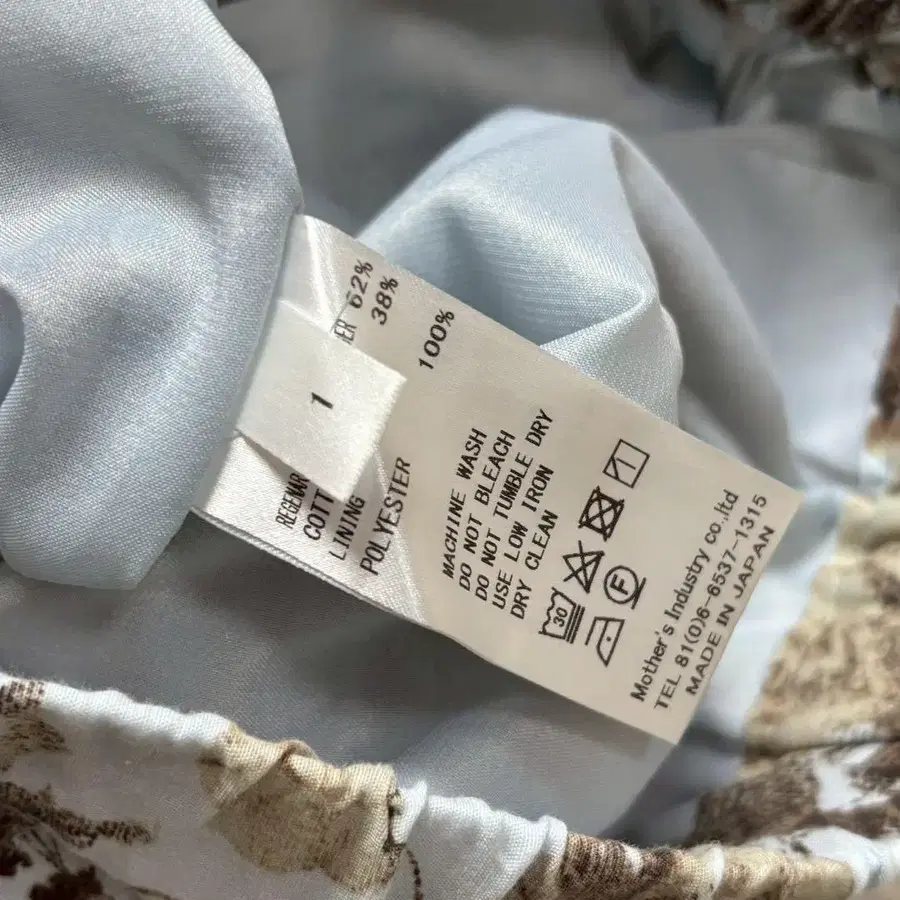 1
REGENAR ER 62%
COTT 38%
LINING
POLYESTER 100%
MACHINE WASH
DO NOT BLEACH
DO NOT TUMBLE DRY
USE LOW IRON
DRY CLEAN
30
F
Mother's Industry co.,ltd
TEL 81(0)6-6537-1315
MADE IN JAPAN